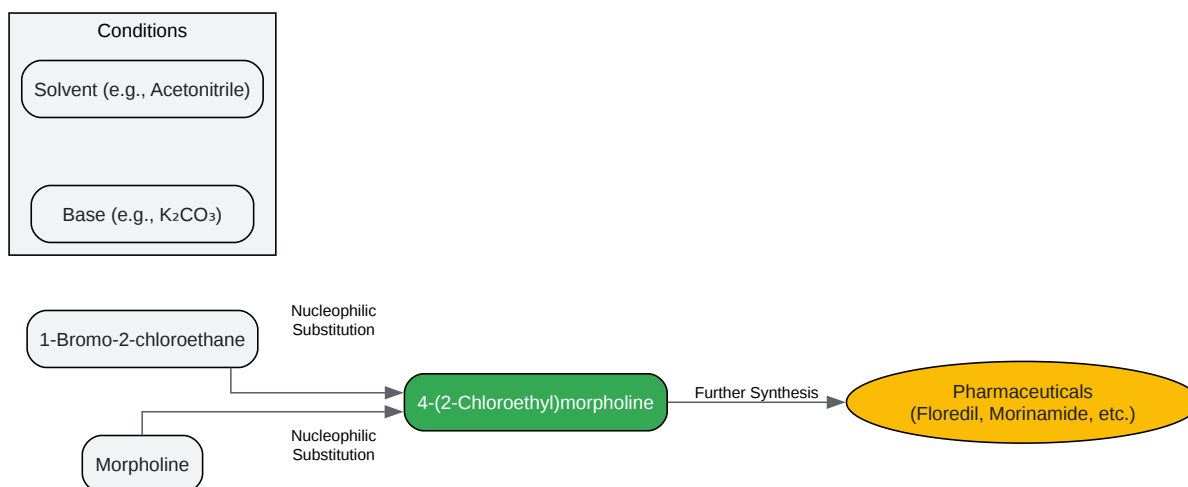 Conditions
Solvent (e.g., Acetonitrile)
Base (e.g., K₂CO₃)
1-Bromo-2-chloroethane
Nucleophilic
Substitution
4-(2-Chloroethyl)morpholine
Further Synthesis
Pharmaceuticals
(Floredil, Morinamide, etc.)
Nucleophilic
Substitution
Morpholine